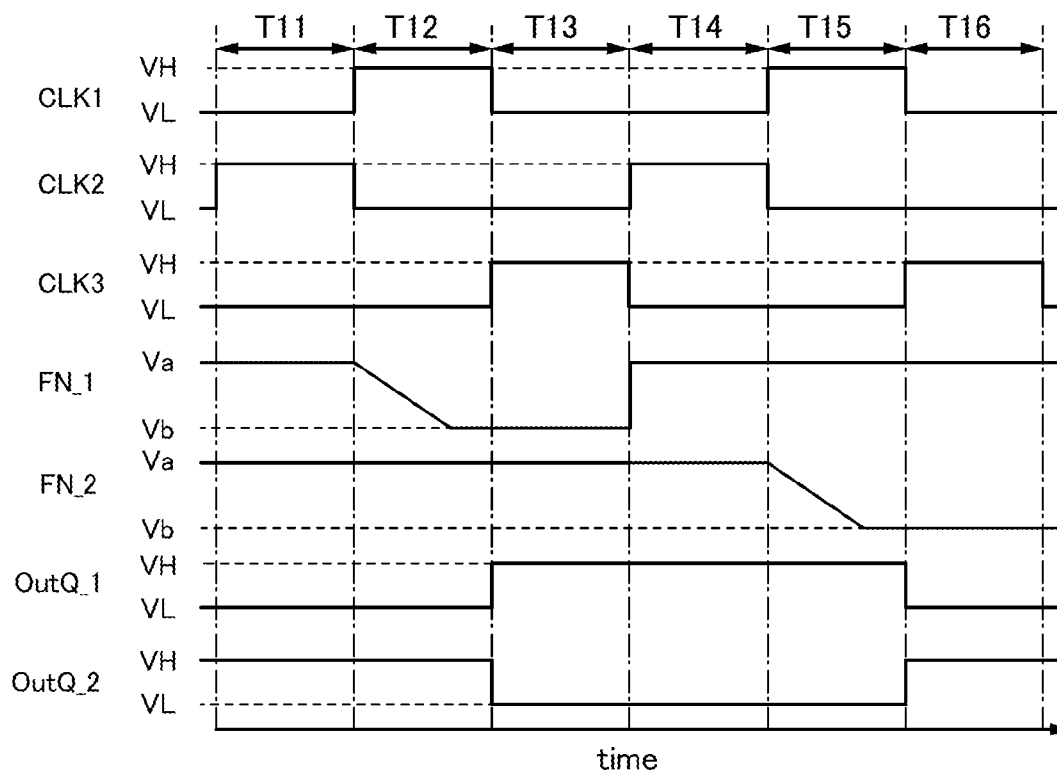 T11 T12 T13 T14 T15 T16
VH
CLK1
VL
VH
CLK2
VL
VH
CLK3
VL
Va
FN_1
Vb
Va
FN_2
Vb
VH
OutQ_1
VL
VH
OutQ_2
VL
time